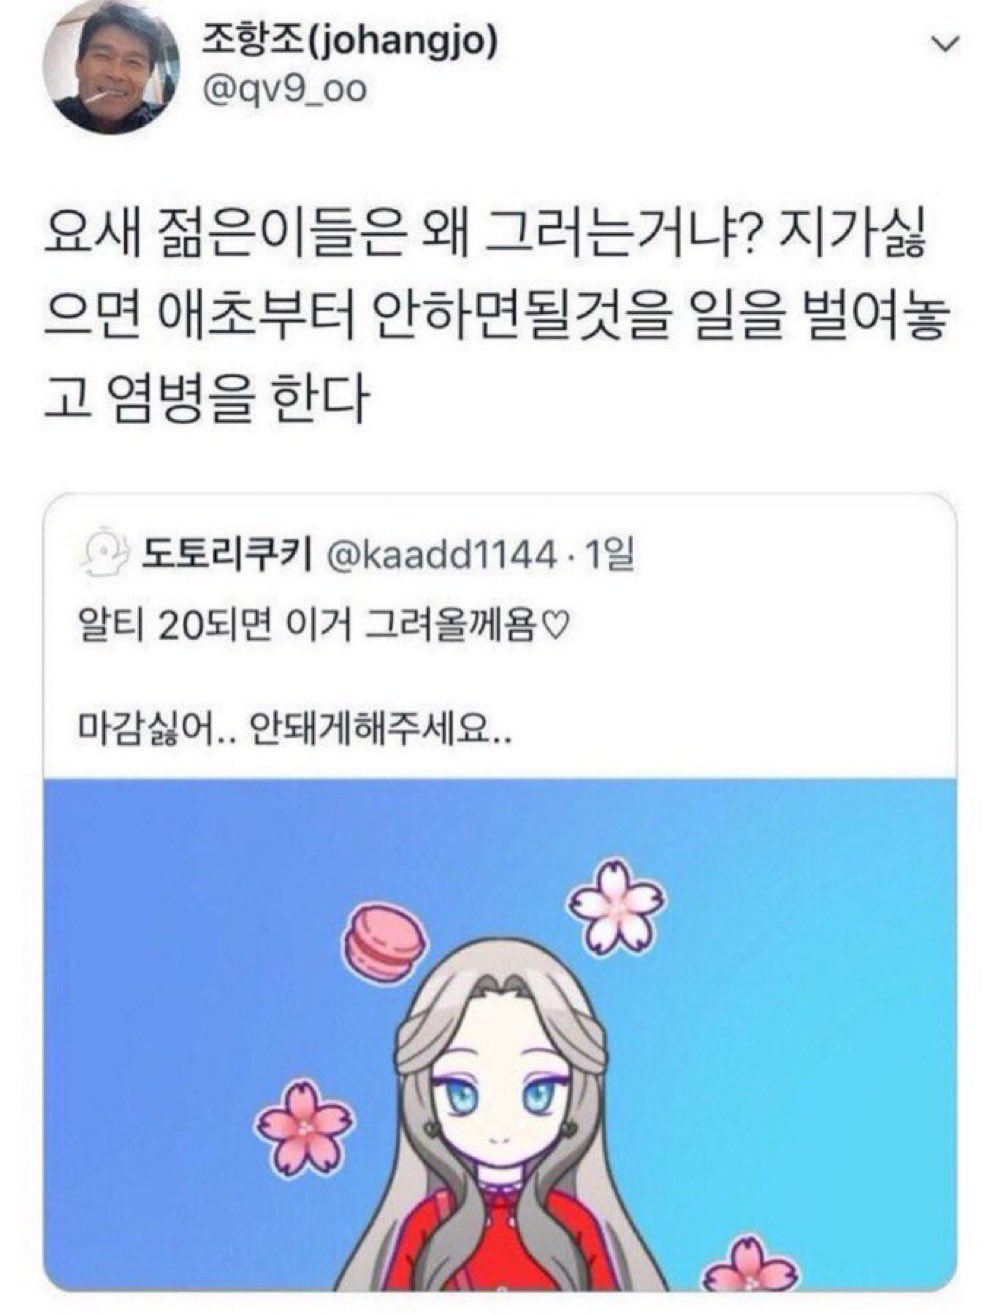 조항조(johangjo)
@qv9_oo
요새 젊은이들은 왜 그러는거냐? 지가싫
으면 애초부터 안하면될것을 일을 벌여놓
고 염병을 한다
도토리쿠키 @kaadd1144 · 1일
알티 20되면 이거 그려올께욤♡
마감싫어.. 안돼게해주세요..